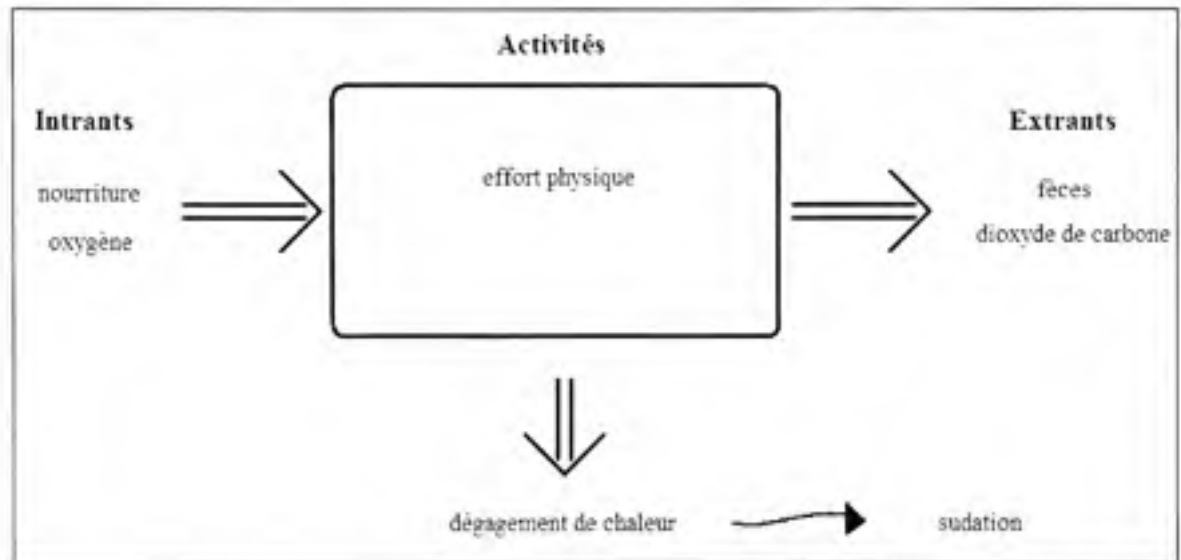 Activités
Intrants
nourriture
oxygène
effort physique
Extrants
fèces
dioxyde de carbone
dégagement de chaleur
sudation